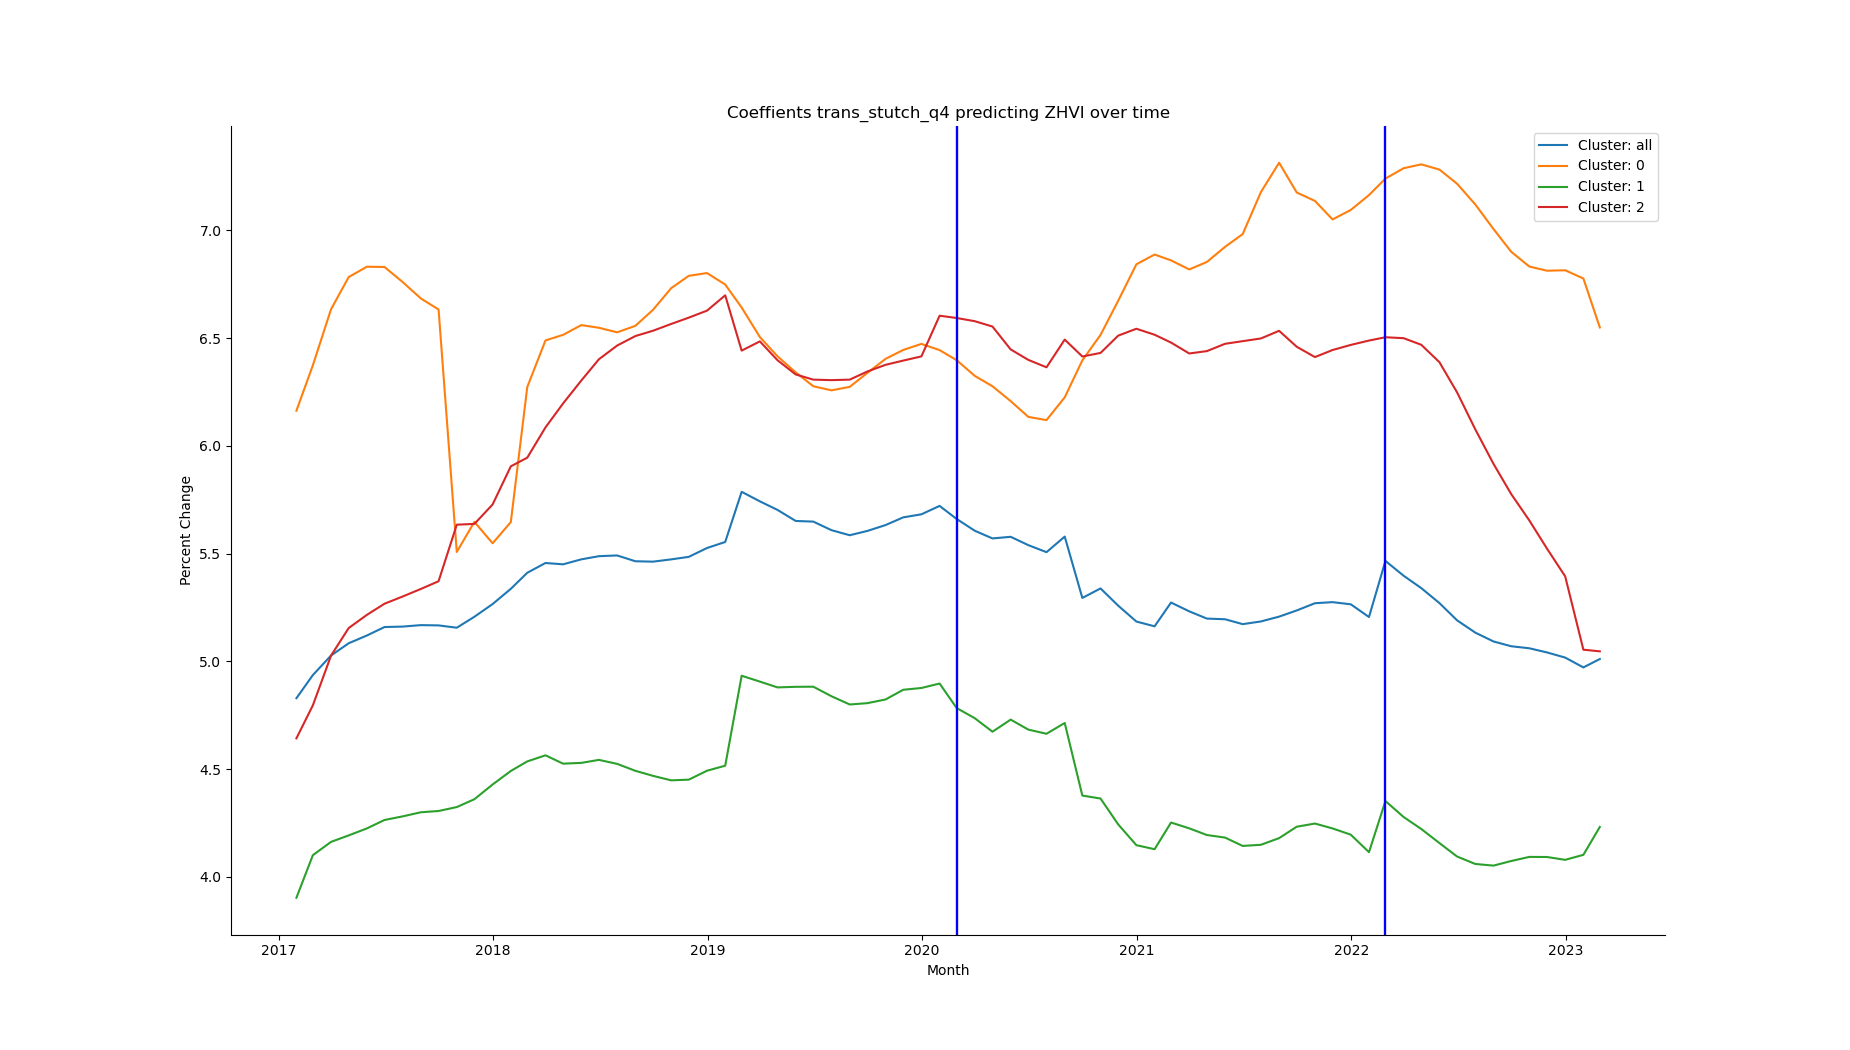 Coeffients trans_stutch_q4 predicting ZHVI over time
Cluster: all
Cluster: 0
Cluster: 1
Cluster: 2
Percent Change
7.0
6.5
6.0
5.5
5.0
4.5
4.0
2017 2018 2019 2020 2021 2022 2023
Month